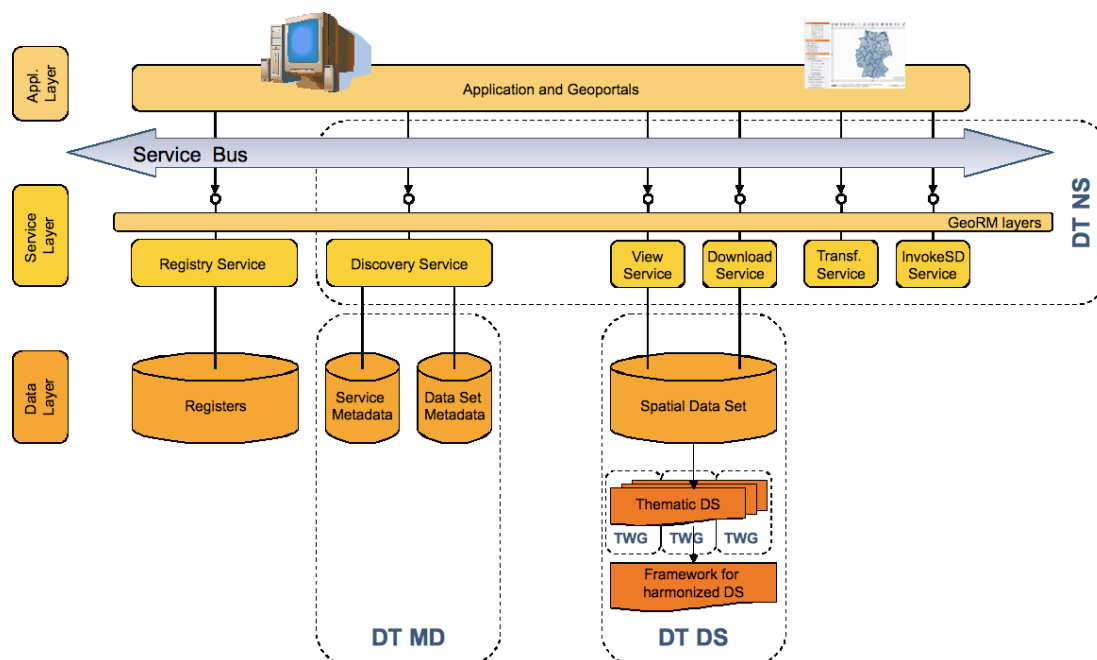 Appl.
Layer
Application and Geoportals
Service Bus
DT NS
Service
Layer
GeoRM layers
Registry Service
Discovery Service
View
Service
Download
Service
Transf.
Service
InvokeSD
Service
Data
Layer
Registers
Service
Metadata
Data Set
Metadata
Spatial Data Set
Thematic DS
TWG
TWG
TWG
Framework for
harmonized DS
DT MD
DT DS